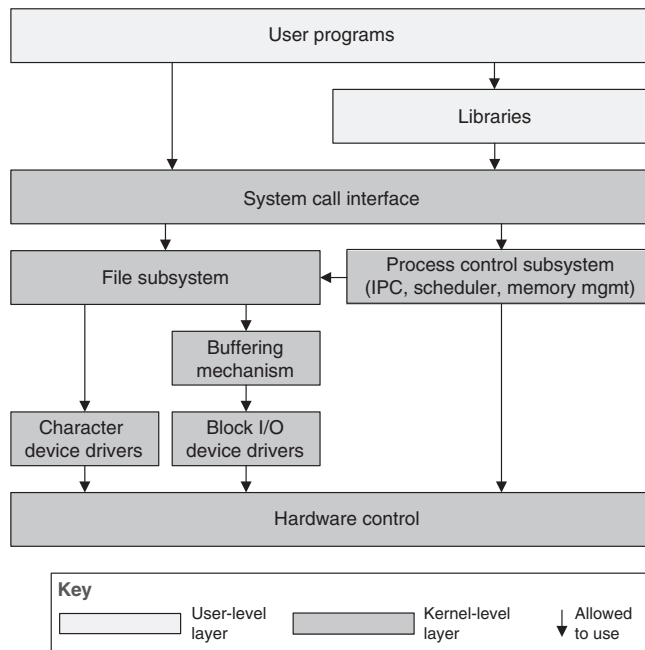 User programs
Libraries
System call interface
File subsystem
Process control subsystem
(IPC, scheduler, memory mgmt)
Buffering
mechanism
Character
device drivers
Block I/O
device drivers
Hardware control
Key
User-level
layer
Kernel-level
layer
Allowed
to use